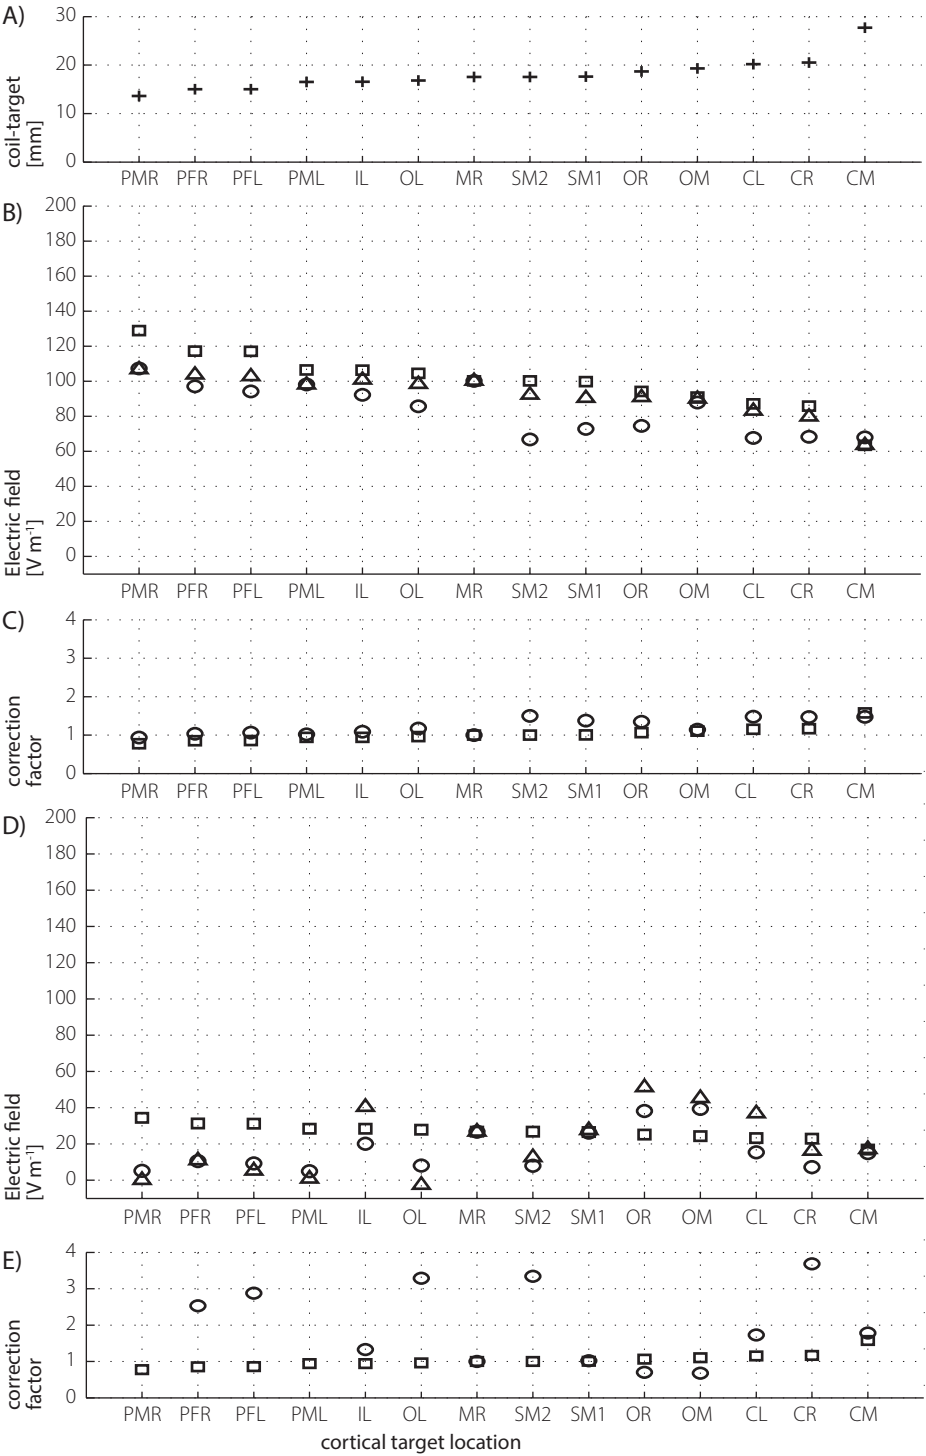 A)
30
20
10
0
coil-target
[mm]
PMR PFR PFL PML IL OL MR SM2 SM1 OR OM CL CR CM
B)
200
180
160
140
120
100
80
60
40
20
0
Electric field
[V m-1]
PMR PFR PFL PML IL OL MR SM2 SM1 OR OM CL CR CM
C)
4
3
2
1
0
correction
factor
PMR PFR PFL PML IL OL MR SM2 SM1 OR OM CL CR CM
D)
200
180
160
140
120
100
80
60
40
20
0
Electric field
[V m-1]
PMR PFR PFL PML IL OL MR SM2 SM1 OR OM CL CR CM
E)
4
3
2
1
0
correction
factor
PMR PFR PFL PML IL OL MR SM2 SM1 OR OM CL CR CM
cortical target location